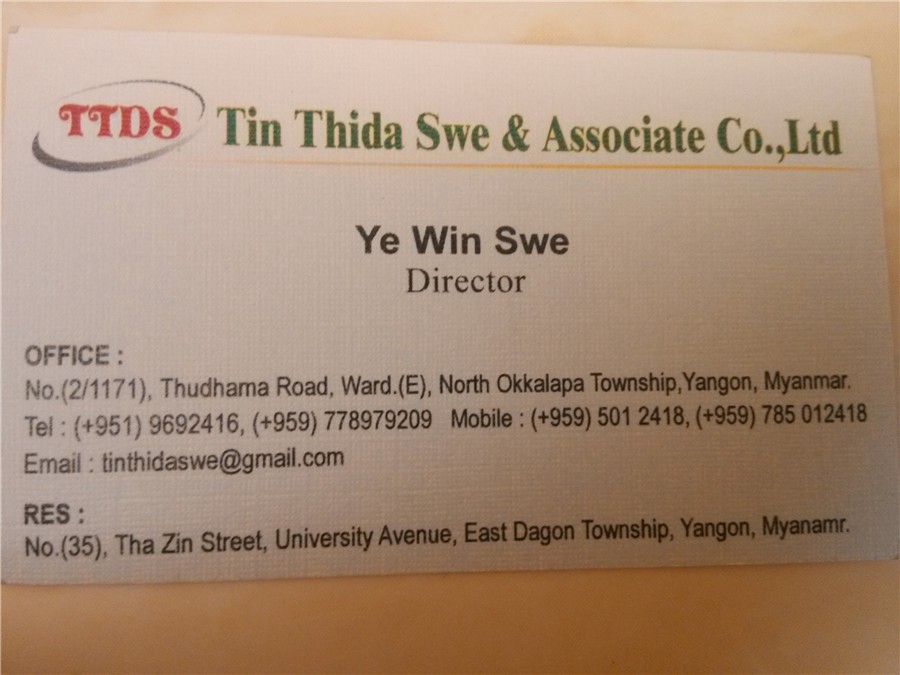 TTDS Tin Thida Swe & Associate Co.,Ltd
Ye Win Swe
Director
OFFICE :
No.(2/1171), Thudhama Road, Ward.(E), North Okkalapa Township,Yangon, Myanmar.
Tel : (+951) 9692416, (+959) 778979209 Mobile : (+959) 501 2418, (+959) 785 012418
Email : tinthidaswe@gmail.com
RES :
No.(35), Tha Zin Street, University Avenue, East Dagon Township, Yangon, Myanamr.